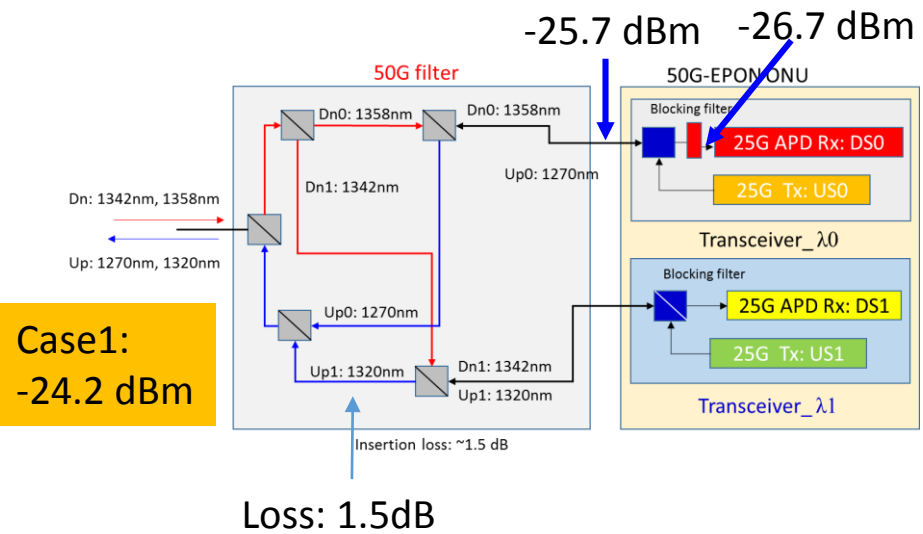 -25.7 dBm
-26.7 dBm
50G filter
50G-EPON ONU
Dn0: 1358nm
Dn0: 1358nm
Blocking filter
25G APD Rx: DS0
Up0: 1270nm
Dn1: 1342nm
25G Tx: US0
Dn: 1342nm, 1358nm
Transceiver_λ0
Up: 1270nm, 1320nm
Blocking filter
25G APD Rx: DS1
Up0: 1270nm
Case1:
-24.2 dBm
25G Tx: US1
Up1: 1320nm
Dn1: 1342nm
Up1: 1320nm
Transceiver_ λ1
Insertion loss: ~1.5 dB
Loss: 1.5dB